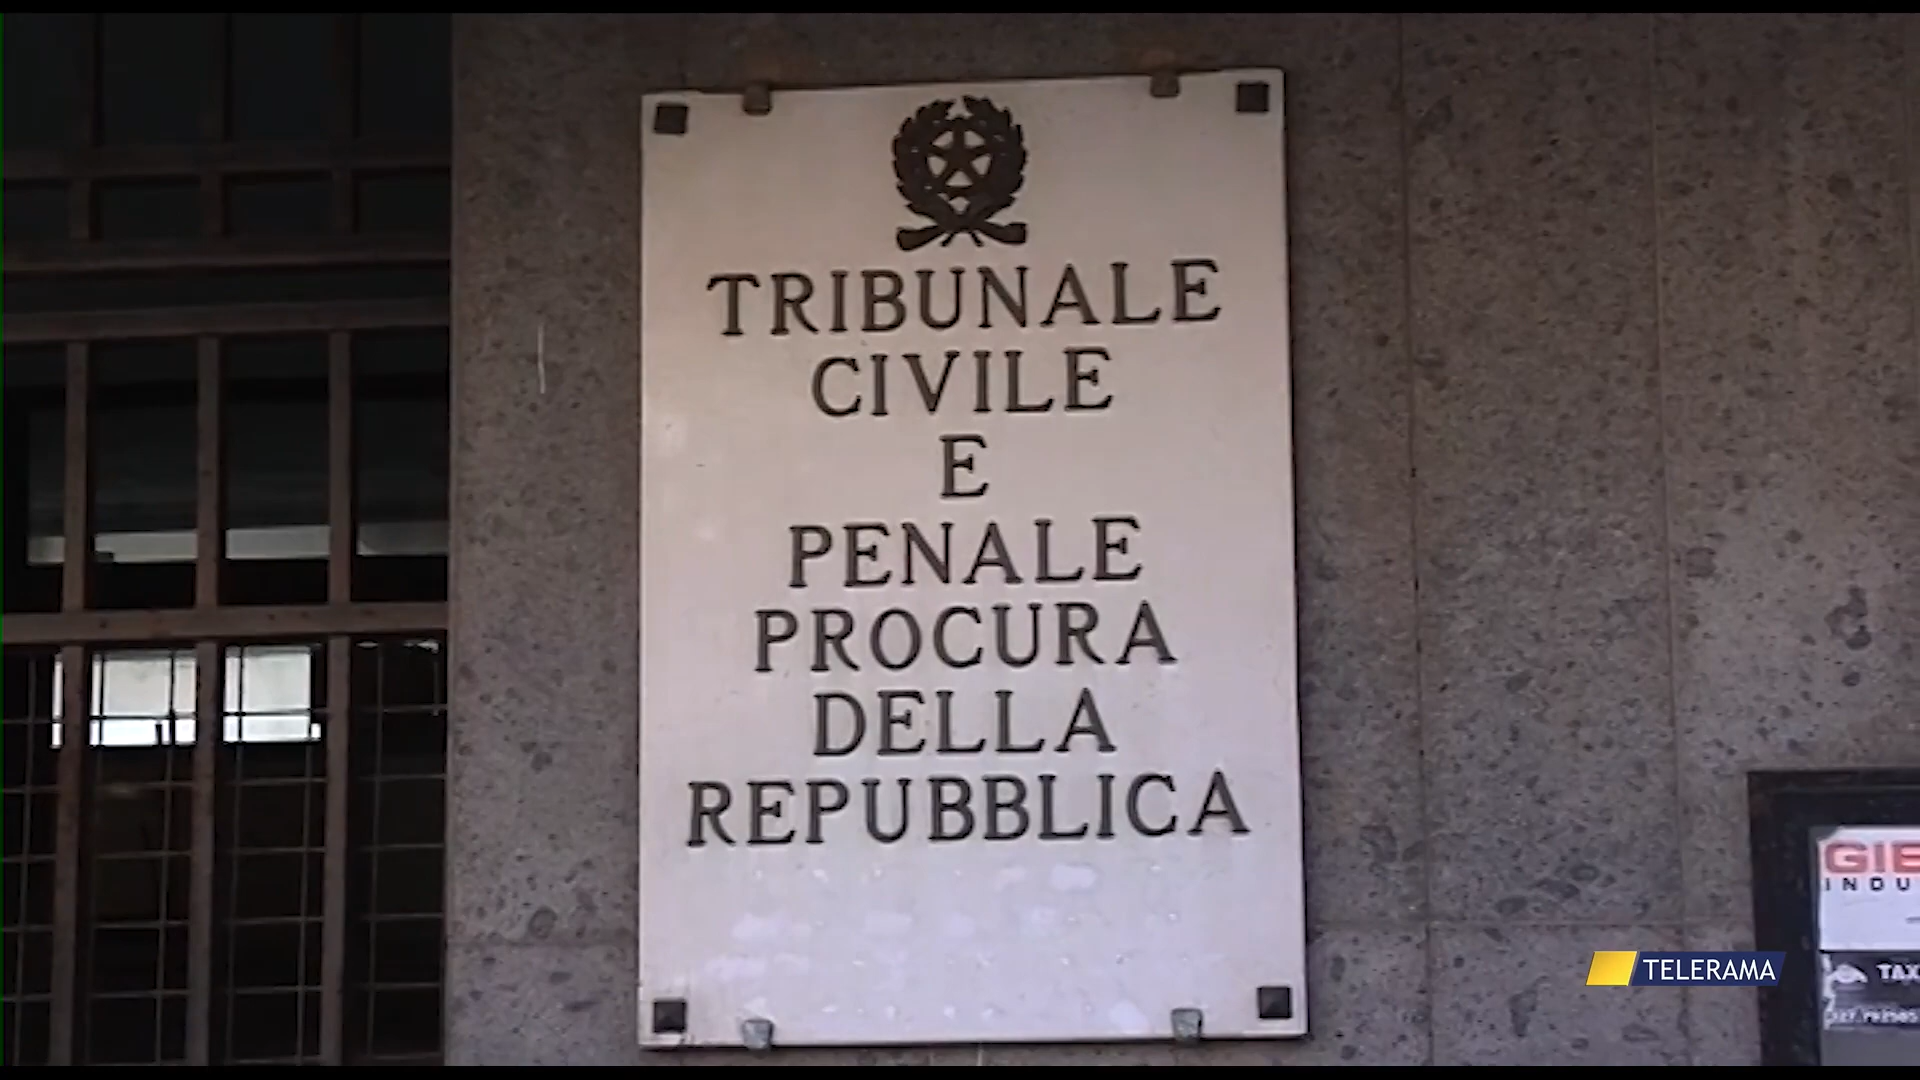 TRIBUNALE
CIVILE
E
PENALE
PROCURA
DELLA
REPUBBLICA
TELERAMA